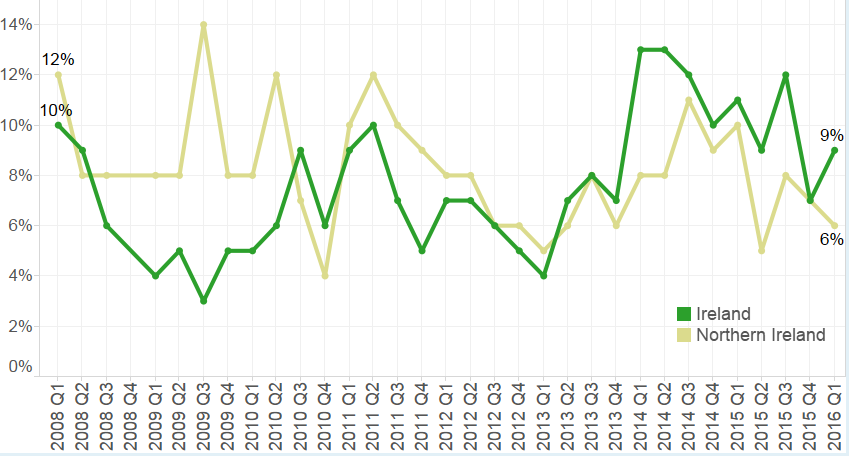 14%
12%
10%
8%
6%
4%
2%
0%
12%
10%
9%
6%
Ireland
Northern Ireland
2008 Q1
2008 Q2
2008 Q3
2008 Q4
2009 Q1
2009 Q2
2009 Q3
2009 Q4
2010 Q1
2010 Q2
2010 Q3
2010 Q4
2011 Q1
2011 Q2
2011 Q3
2011 Q4
2012 Q1
2012 Q2
2012 Q3
2012 Q4
2013 Q1
2013 Q2
2013 Q3
2013 Q4
2014 Q1
2014 Q2
2014 Q3
2014 Q4
2015 Q1
2015 Q2
2015 Q3
2015 Q4
2016 Q1